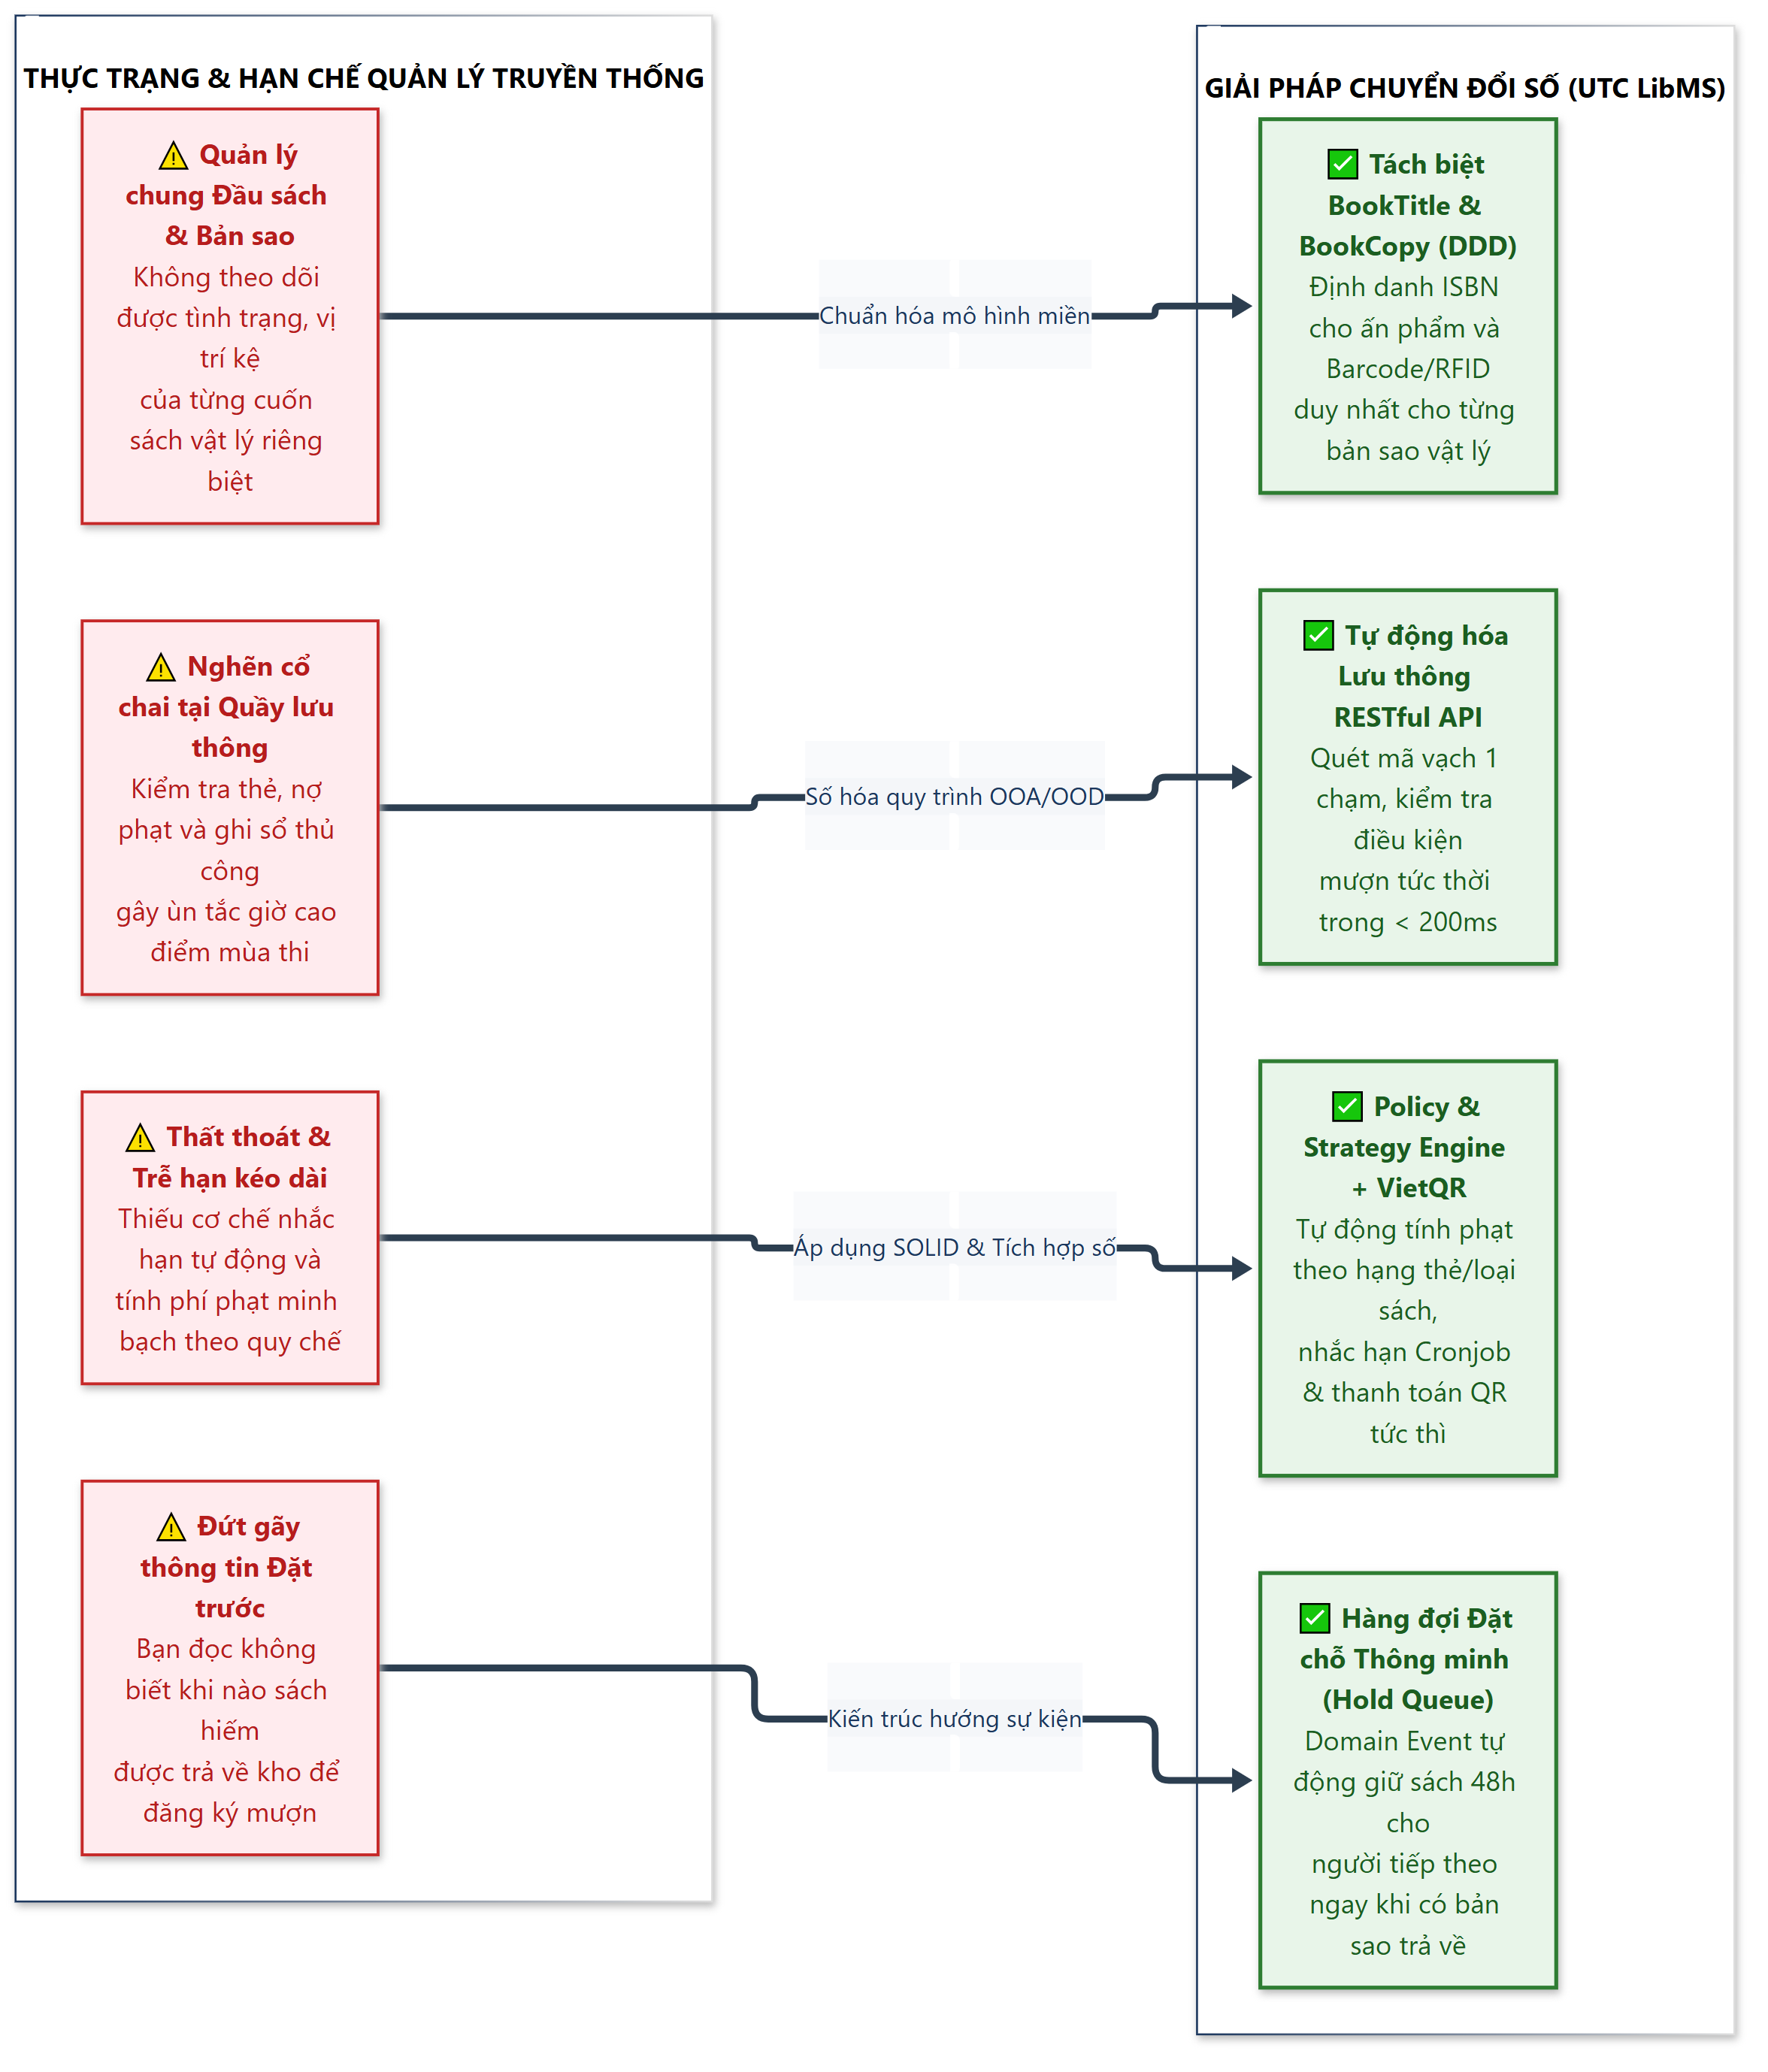 THỰC TRẠNG & HẠN CHẾ QUẢN LÝ TRUYỀN THỐNG
⚠ Quản lý
chung Đầu sách
& Bản sao
Không theo dõi
được tình trạng, vị
trí kệ
của từng cuốn
sách vật lý riêng
biệt
⚠ Nghẽn cổ
chai tại Quầy lưu
thông
Kiểm tra thẻ, nợ
phạt và ghi sổ thủ
công
gây ùn tắc giờ cao
điểm mùa thi
⚠ Thất thoát &
Trễ hạn kéo dài
Thiếu cơ chế nhắc
hạn tự động và
tính phí phạt minh
bạch theo quy chế
⚠ Đứt gãy
thông tin Đặt
trước
Bạn đọc không
biết khi nào sách
hiếm
được trả về kho để
đăng ký mượn
Chuẩn hóa mô hình miền
Số hóa quy trình OOA/OOD
Áp dụng SOLID & Tích hợp số
Kiến trúc hướng sự kiện
GIẢI PHÁP CHUYỂN ĐỔI SỐ (UTC LibMS)
✅ Tách biệt
BookTitle &
BookCopy (DDD)
Định danh ISBN
cho ấn phẩm và
Barcode/RFID
duy nhất cho từng
bản sao vật lý
✅ Tự động hóa
Lưu thông
RESTful API
Quét mã vạch 1
chạm, kiểm tra
điều kiện
mượn tức thời
trong < 200ms
✅ Policy &
Strategy Engine
+ VietQR
Tự động tính phạt
theo hạng thẻ/loại
sách,
nhắc hạn Cronjob
& thanh toán QR
tức thì
✅ Hàng đợi Đặt
chỗ Thông minh
(Hold Queue)
Domain Event tự
động giữ sách 48h
cho
người tiếp theo
ngay khi có bản
sao trả về